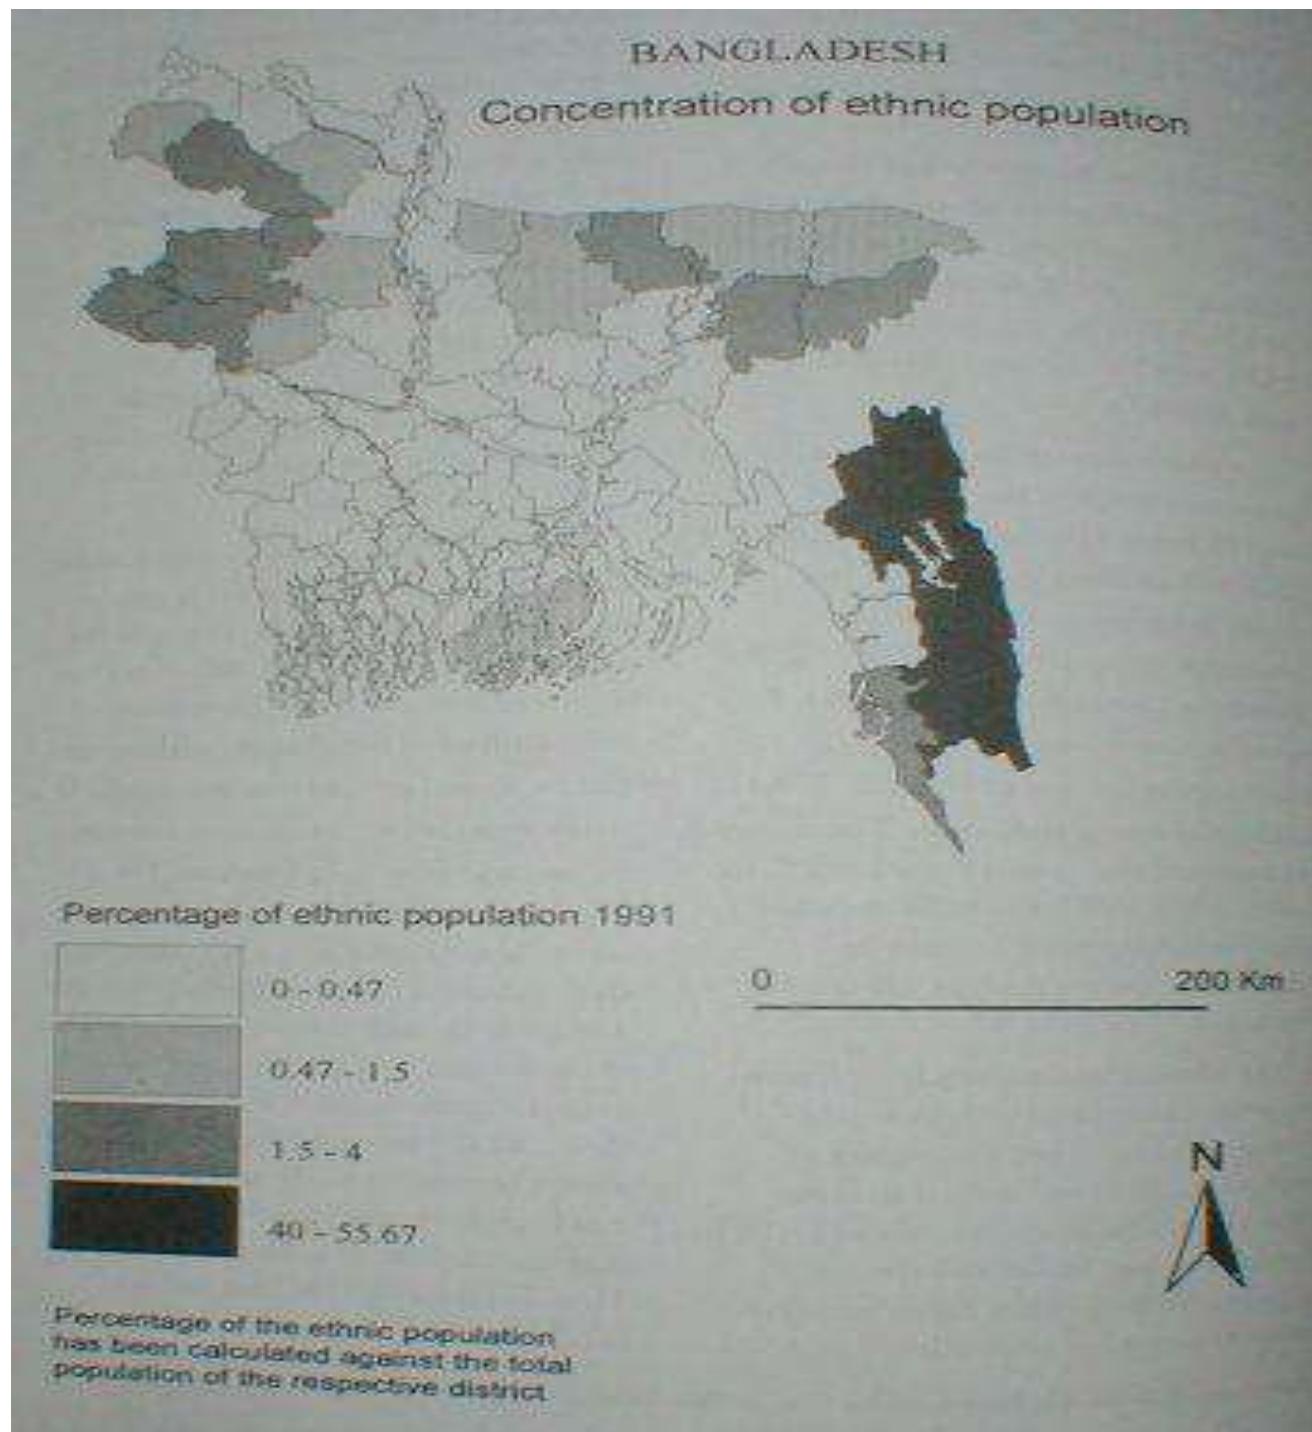 BANGLADESH
Concentration of ethnic population
Percentage of ethnic population 1991
0 - 0.47
0.47 - 1.5
1.5 - 4
40 - 55.67
0 200 Km
N
Percentage of the ethnic population
has been calculated against the total
population of the respective district